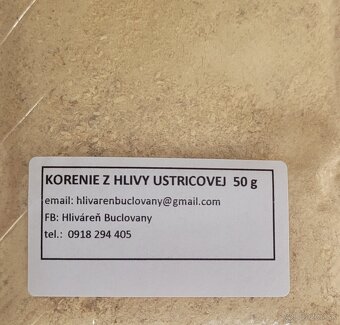 KORENIE Z HLIVY USTRICOVEJ 50 g
email: hlivarenbuclovany@gmail.com
FB: Hliváreň Buclovany
tel.: 0918 294 405